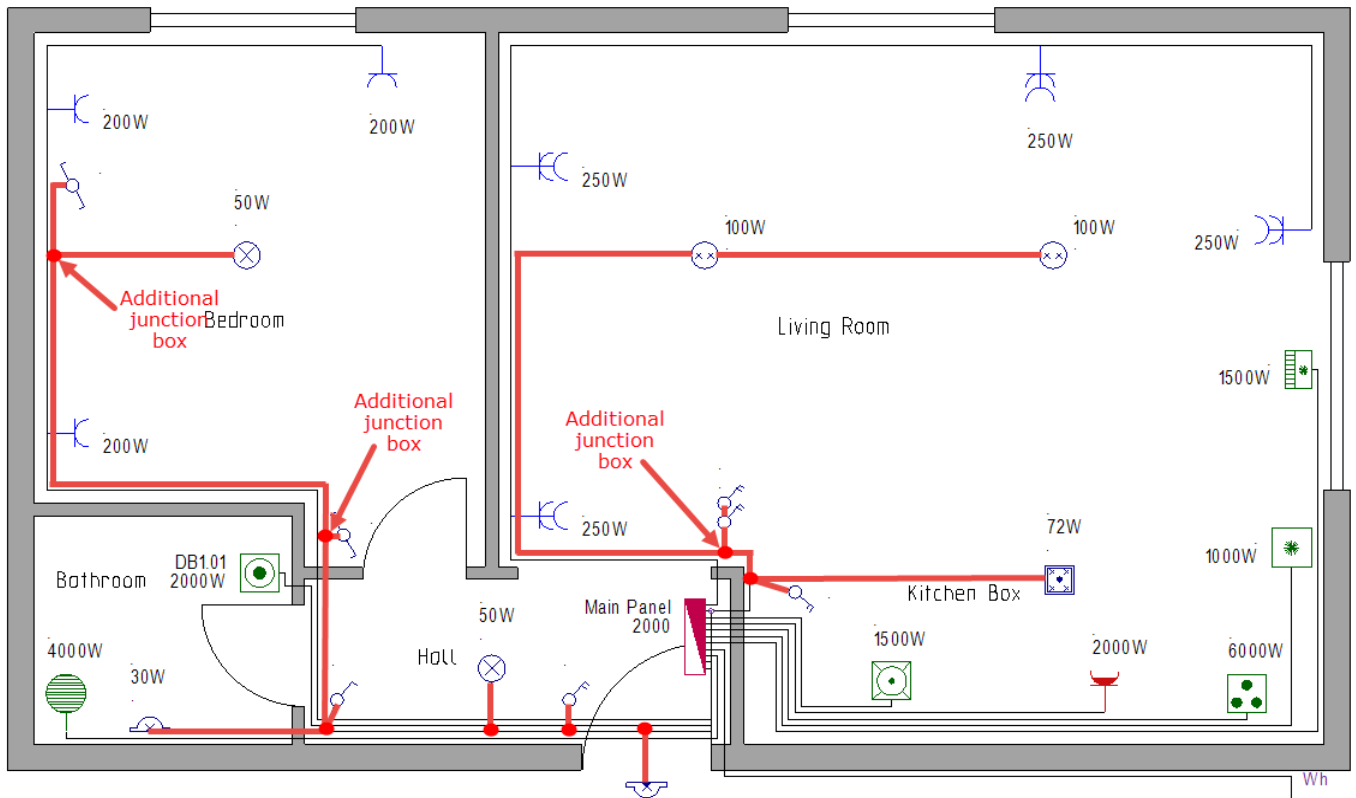 200W
200W
50W
Additional
junction
box
Bedroom
200W
Additional
junction
box
250W
250W
100W
100W
250W
Living Room
1500W
Additional
junction
box
250W
72W
1000W
Bathroom
DB1.01
2000W
Main Panel
2000
Kitchen Box
50W
Hall
4000W
30W
1500W
2000W
6000W
Wh